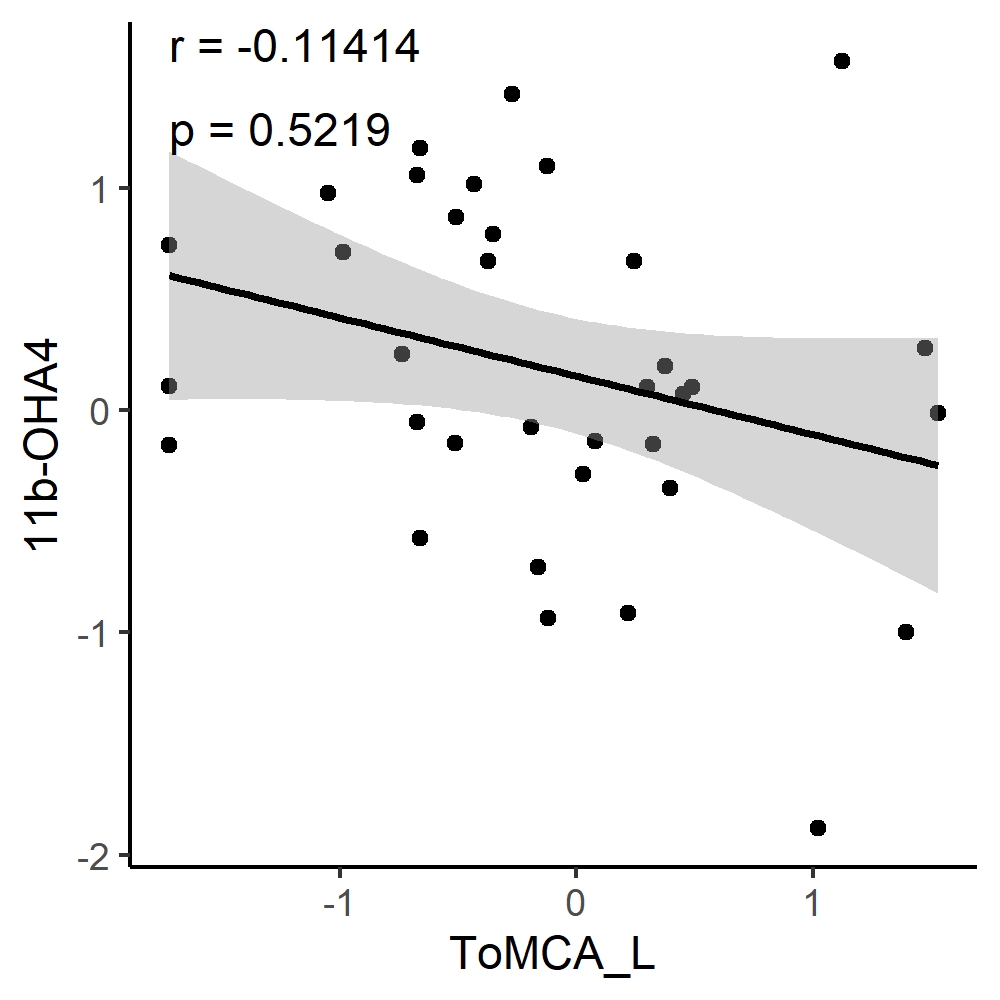 r = -0.11414
p = 0.5219
1
0
-1
-2
11b-OHA4
-1 0 1
ToMCA_L